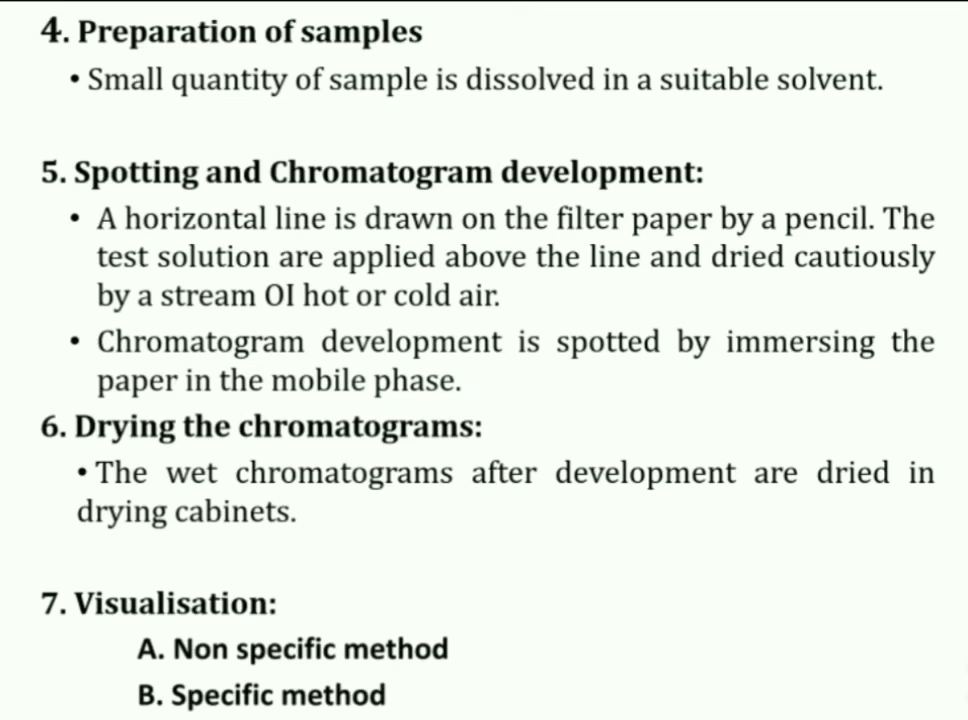 4. Preparation of samples
• Small quantity of sample is dissolved in a suitable solvent.
5. Spotting and Chromatogram development:
• A horizontal line is drawn on the filter paper by a pencil. The
test solution are applied above the line and dried cautiously
by a stream OI hot or cold air.
• Chromatogram development is spotted by immersing the
paper in the mobile phase.
6. Drying the chromatograms:
• The wet chromatograms after development are dried in
drying cabinets.
7. Visualisation:
A. Non specific method
B. Specific method